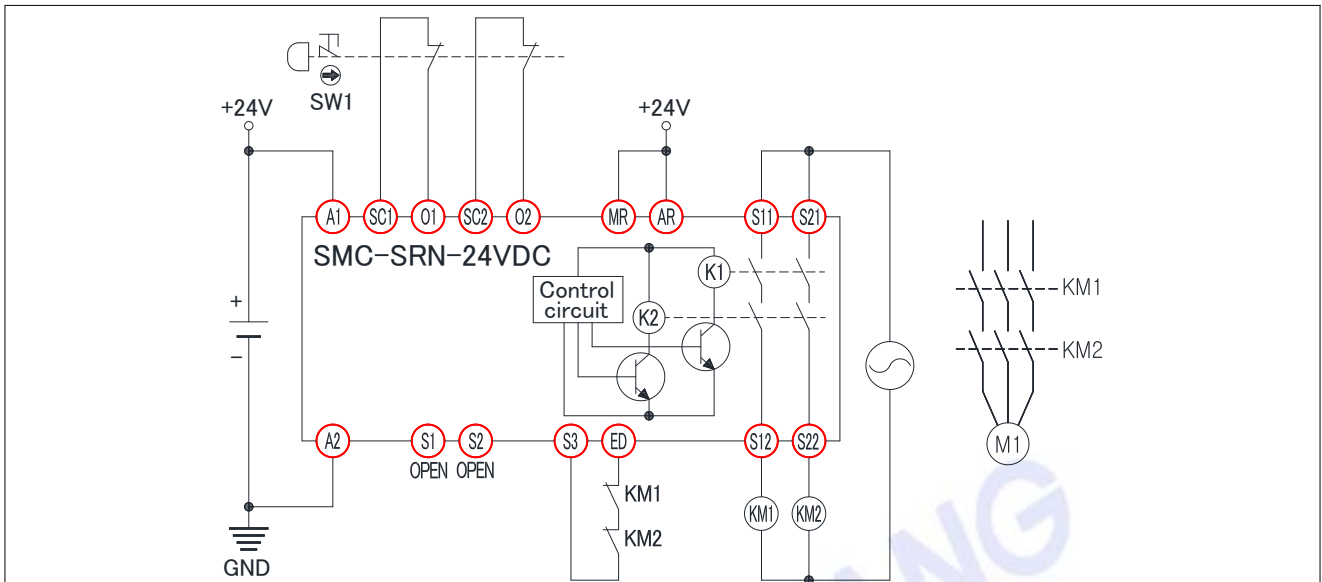 SW1
+24V
+24V
A1 SC1 O1 SC2 O2 MR AR S11 S21
SMC-SRN-24VDC
K1
Control
circuit
K2
KM1
KM2
+
−
A2 S1 S2 S3 ED S12 S22
M1
OPEN OPEN
KM1
KM1 KM2
KM2
GND